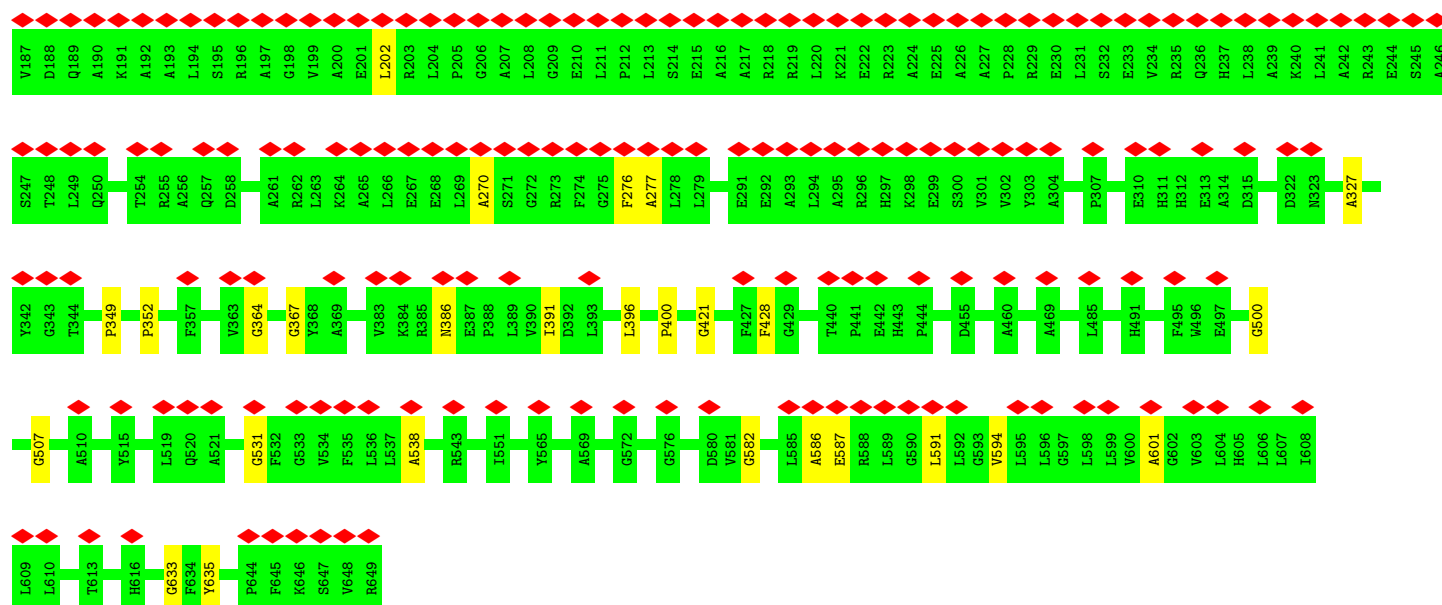 V187 D188 Q189 A190 K191 A192 A193 L194 S195 R196 A197 G198 V199 A200 E201 L202 R203 L204 P205 G206 A207 L208 G209 E210 L211 P212 L213 S214 E215 A216 A217 R218 R219 L220 K221 E222 R223 A224 E225 A226 A227 P228 R229 E230 L231 S232 E233 V234 R235 Q236 H237 L238 A239 K240 L241 A242 R243 E244 S245 A246
S247 T248 L249 Q250 T254 R255 A256 Q257 D258 A261 R262 L263 K264 A265 L266 E267 E268 L269 A270 S271 G272 R273 F274 G275 F276 A277 L278 L279 E291 E292 A293 L294 A295 R296 H297 K298 E299 S300 V301 V302 Y303 A304 P307 E310 H311 H312 E313 A314 D315 D322 N323 A327
Y342 G343 T344 P349 P352 F357 V363 G364 G367 Y368 A369 V383 K384 R385 N386 E387 P388 L389 V390 I391 D392 L393 L396 P400 G421 F427 F428 G429 T440 P441 E442 H443 P444 D455 A460 A469 L485 H491 F495 W496 E497 G500
G507 A510 Y515 L519 Q520 A521 G531 F532 G533 V534 F535 L536 L537 A538 R543 I551 Y565 A569 G572 G576 D580 V581 G582 L585 A586 E587 R588 L589 G590 L591 L592 G593 V594 L595 L596 G597 L598 L599 V600 A601 G602 V603 L604 H605 L606 L607 I608
L609 L610 T613 H616 G633 F634 Y635 P644 F645 K646 S647 V648 R649